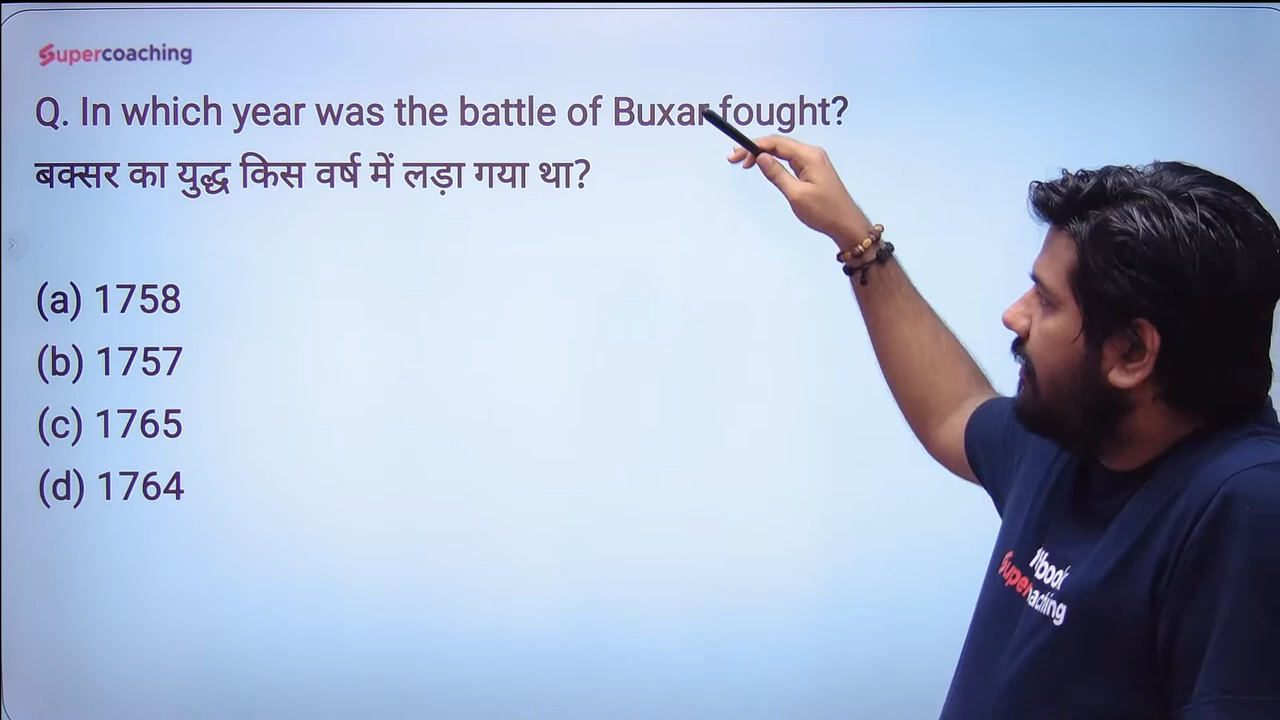 Supercoaching
Q. In which year was the battle of Buxar fought?
बक्सर का युद्ध किस वर्ष में लड़ा गया था?
(a) 1758
(b) 1757
(c) 1765
(d) 1764